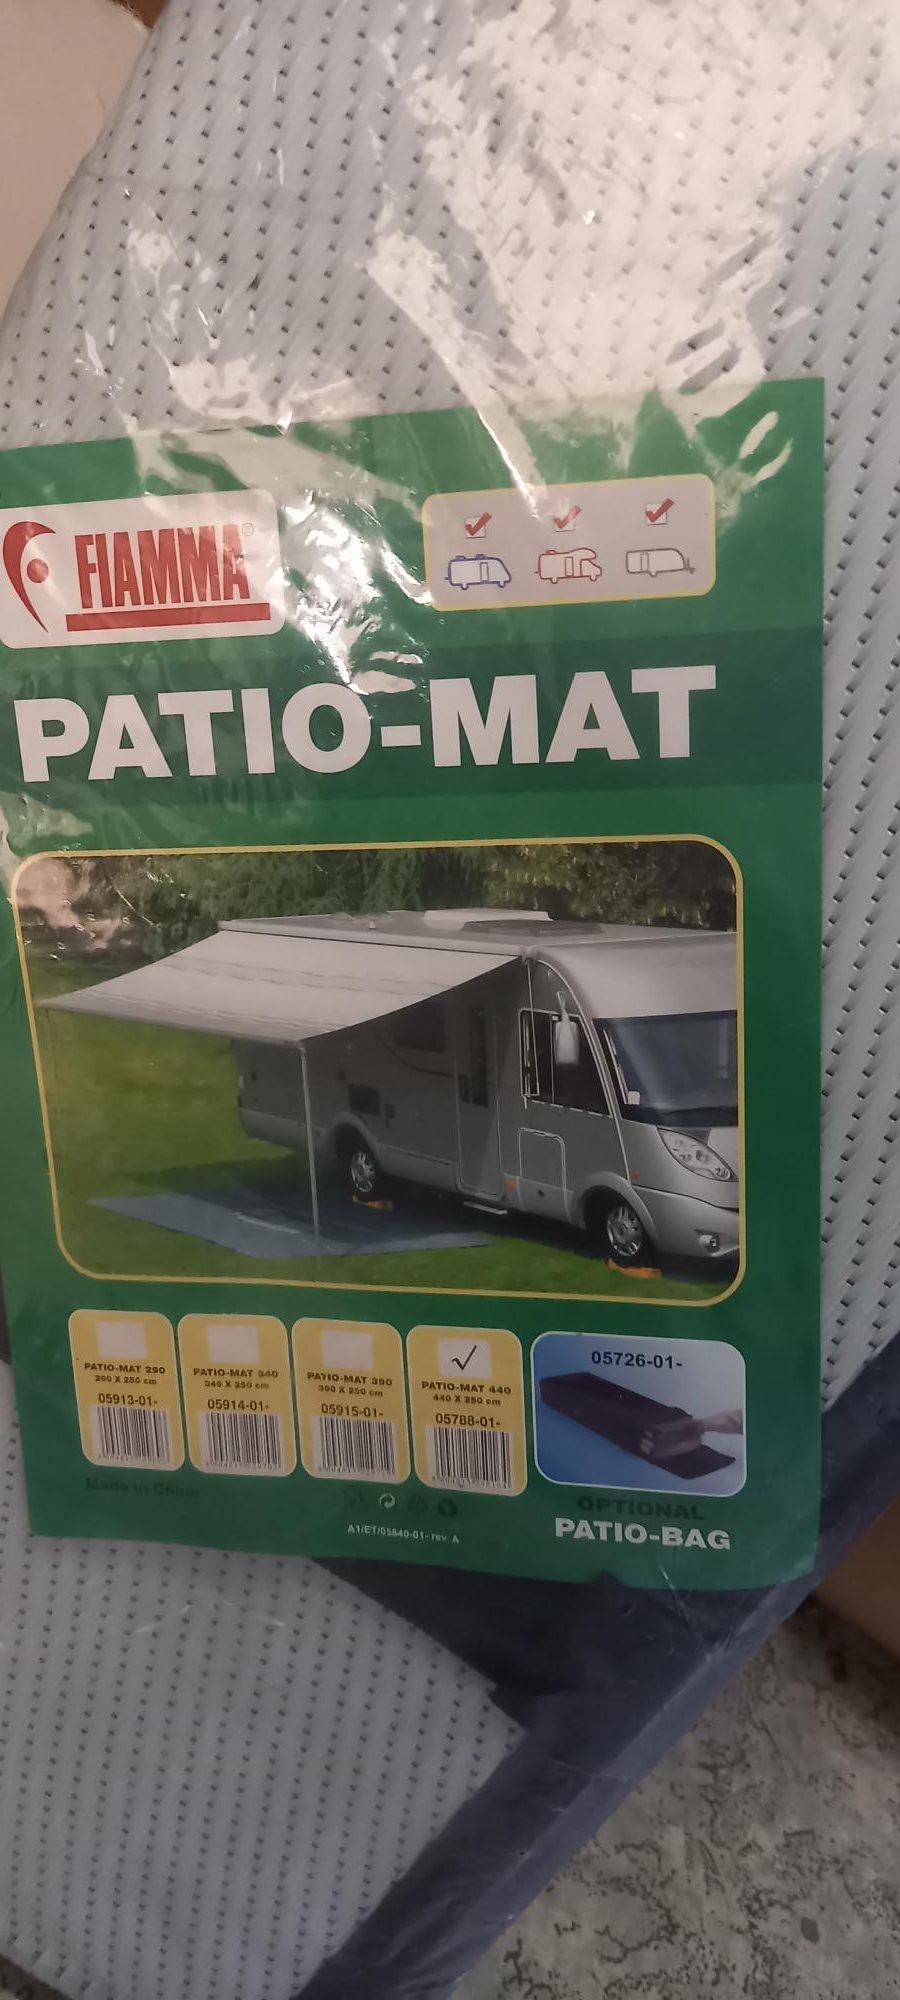 FIAMMA®
PATIO-MAT
PATIO-MAT 290
290 X 250 cm
05913-01-
PATIO-MAT 340
340 X 250 cm
05914-01-
PATIO-MAT 390
390 X 250 cm
05915-01-
PATIO-MAT 440
440 X 250 cm
05788-01-
05726-01-
OPTIONAL
PATIO-BAG
Made in China
A1/ET/05840-01- rev. A